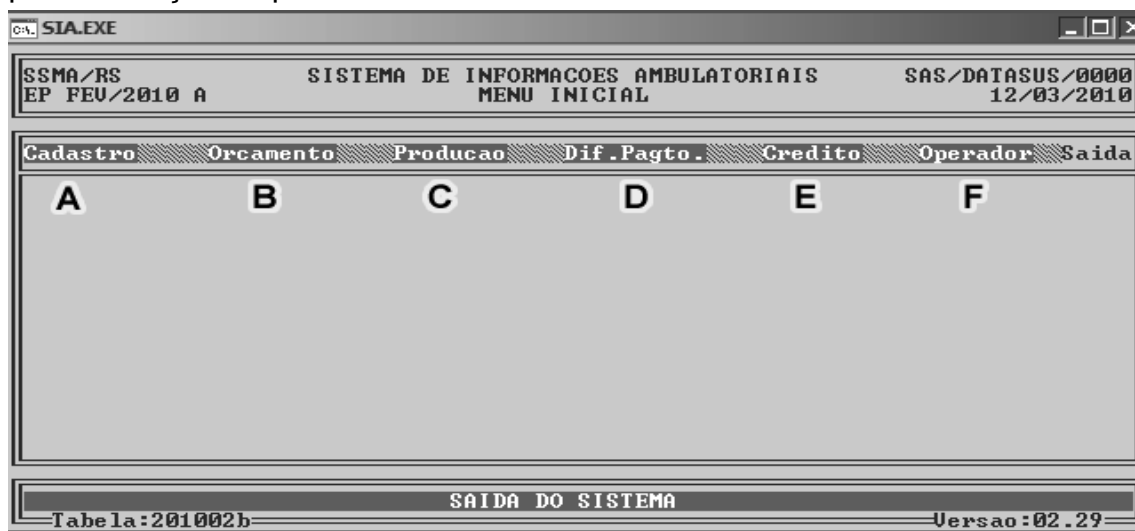 SIA.EXE
SSMA/RS SISTEMA DE INFORMACOES AMBULATORIAIS SAS/DATASUS/0000
EP FEV/2010 A MENU INICIAL 12/03/2010
Cadastro Orcamento Producao Dif.Pagto. Credito Operador Saida
A B C D E F
SAIDA DO SISTEMA
Tabela:201002b Versao:02.29